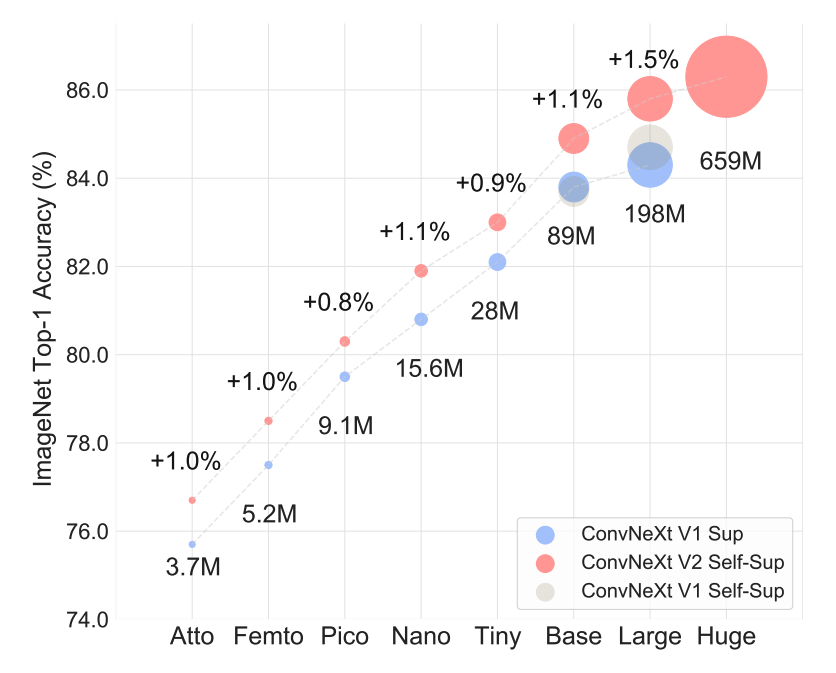 ImageNet Top-1 Accuracy (%)
86.0
84.0
82.0
80.0
78.0
76.0
74.0
+1.0%
+1.0%
+0.8%
+1.1%
+0.9%
+1.1%
+1.5%
3.7M
5.2M
9.1M
15.6M
28M
89M
198M
659M
ConvNeXt V1 Sup
ConvNeXt V2 Self-Sup
ConvNeXt V1 Self-Sup
Atto Femto Pico Nano Tiny Base Large Huge